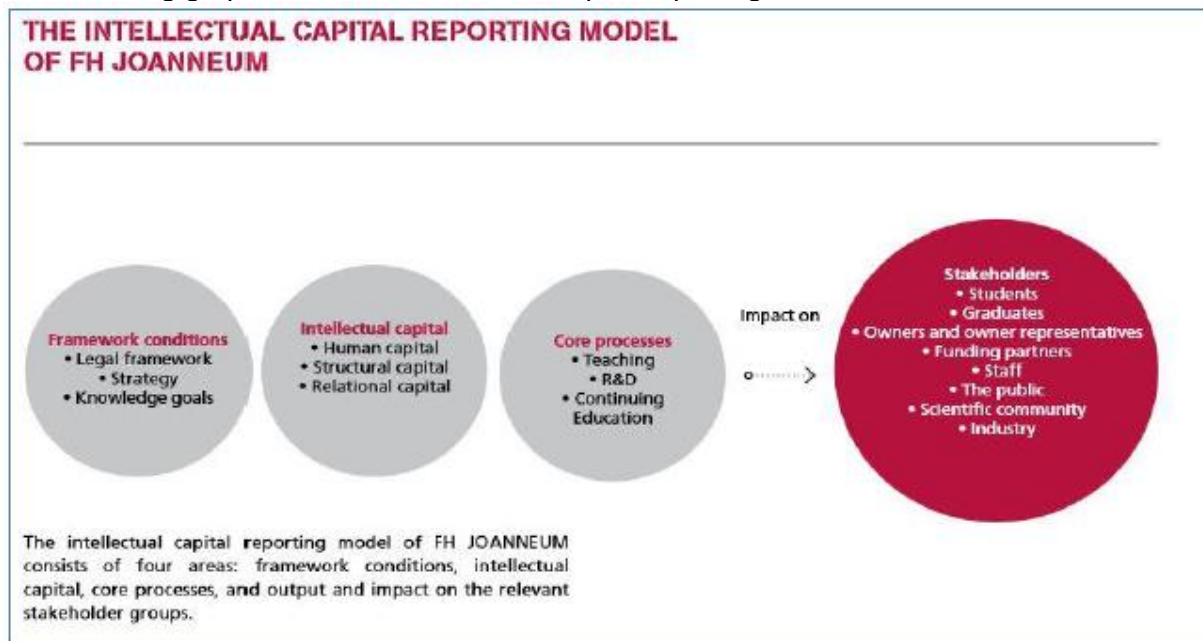 THE INTELLECTUAL CAPITAL REPORTING MODEL
OF FH JOANNEUM
Framework conditions
• Legal framework
• Strategy
• Knowledge goals
Intellectual capital
• Human capital
• Structural capital
• Relational capital
Core processes
• Teaching
• R&D
• Continuing
Education
Impact on
Stakeholders
• Students
• Graduates
• Owners and owner representatives
• Funding partners
• Staff
• The public
• Scientific community
• Industry
The intellectual capital reporting model of FH JOANNEUM
consists of four areas: framework conditions, intellectual
capital, core processes, and output and impact on the relevant
stakeholder groups.